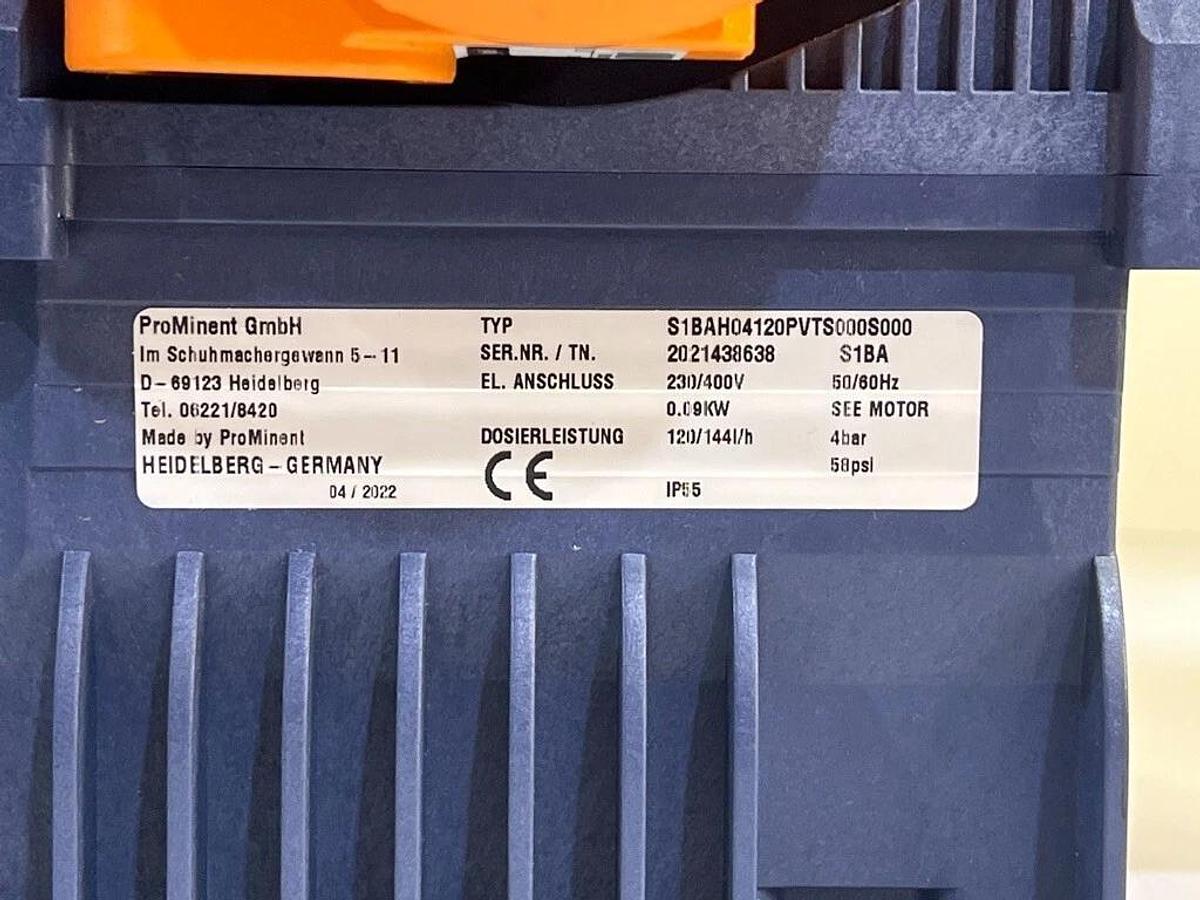 ProMinent GmbH TYP S1BAH04120PVTS000S000
Im Schuhmachergewann 5-11 SER.NR. / TN. 2021438638 S1BA
D-69123 Heidelberg EL. ANSCHLUSS 230/400V 50/60Hz
Tel. 06221/8420 0.09KW SEE MOTOR
Made by ProMinent DOSIERLEISTUNG 120/144l/h 4bar
HEIDELBERG - GERMANY CE 58psi
04 / 2022 IP55